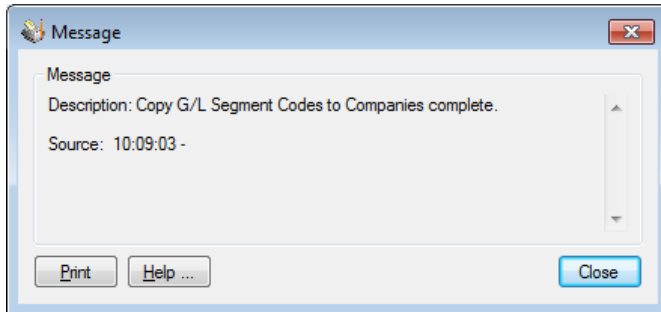 Message
Message
Description: Copy G/L Segment Codes to Companies complete.
Source: 10:09:03 -
Print
Help ...
Close